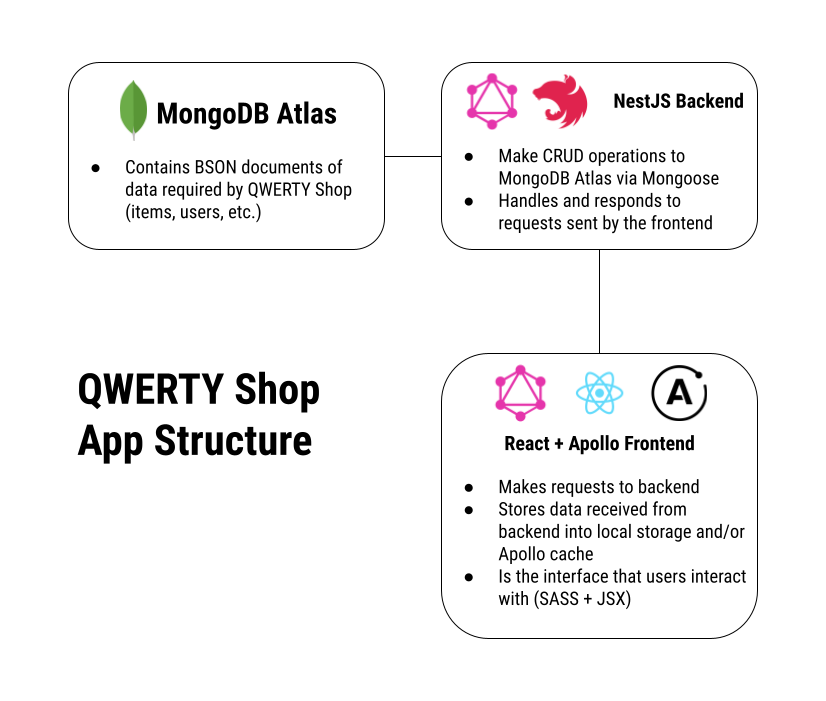 MongoDB Atlas
● Contains BSON documents of
data required by QWERTY Shop
(items, users, etc.)
NestJS Backend
● Make CRUD operations to
MongoDB Atlas via Mongoose
● Handles and responds to
requests sent by the frontend
QWERTY Shop
App Structure
A
React + Apollo Frontend
● Makes requests to backend
● Stores data received from
backend into local storage and/or
Apollo cache
● Is the interface that users interact
with (SASS + JSX)